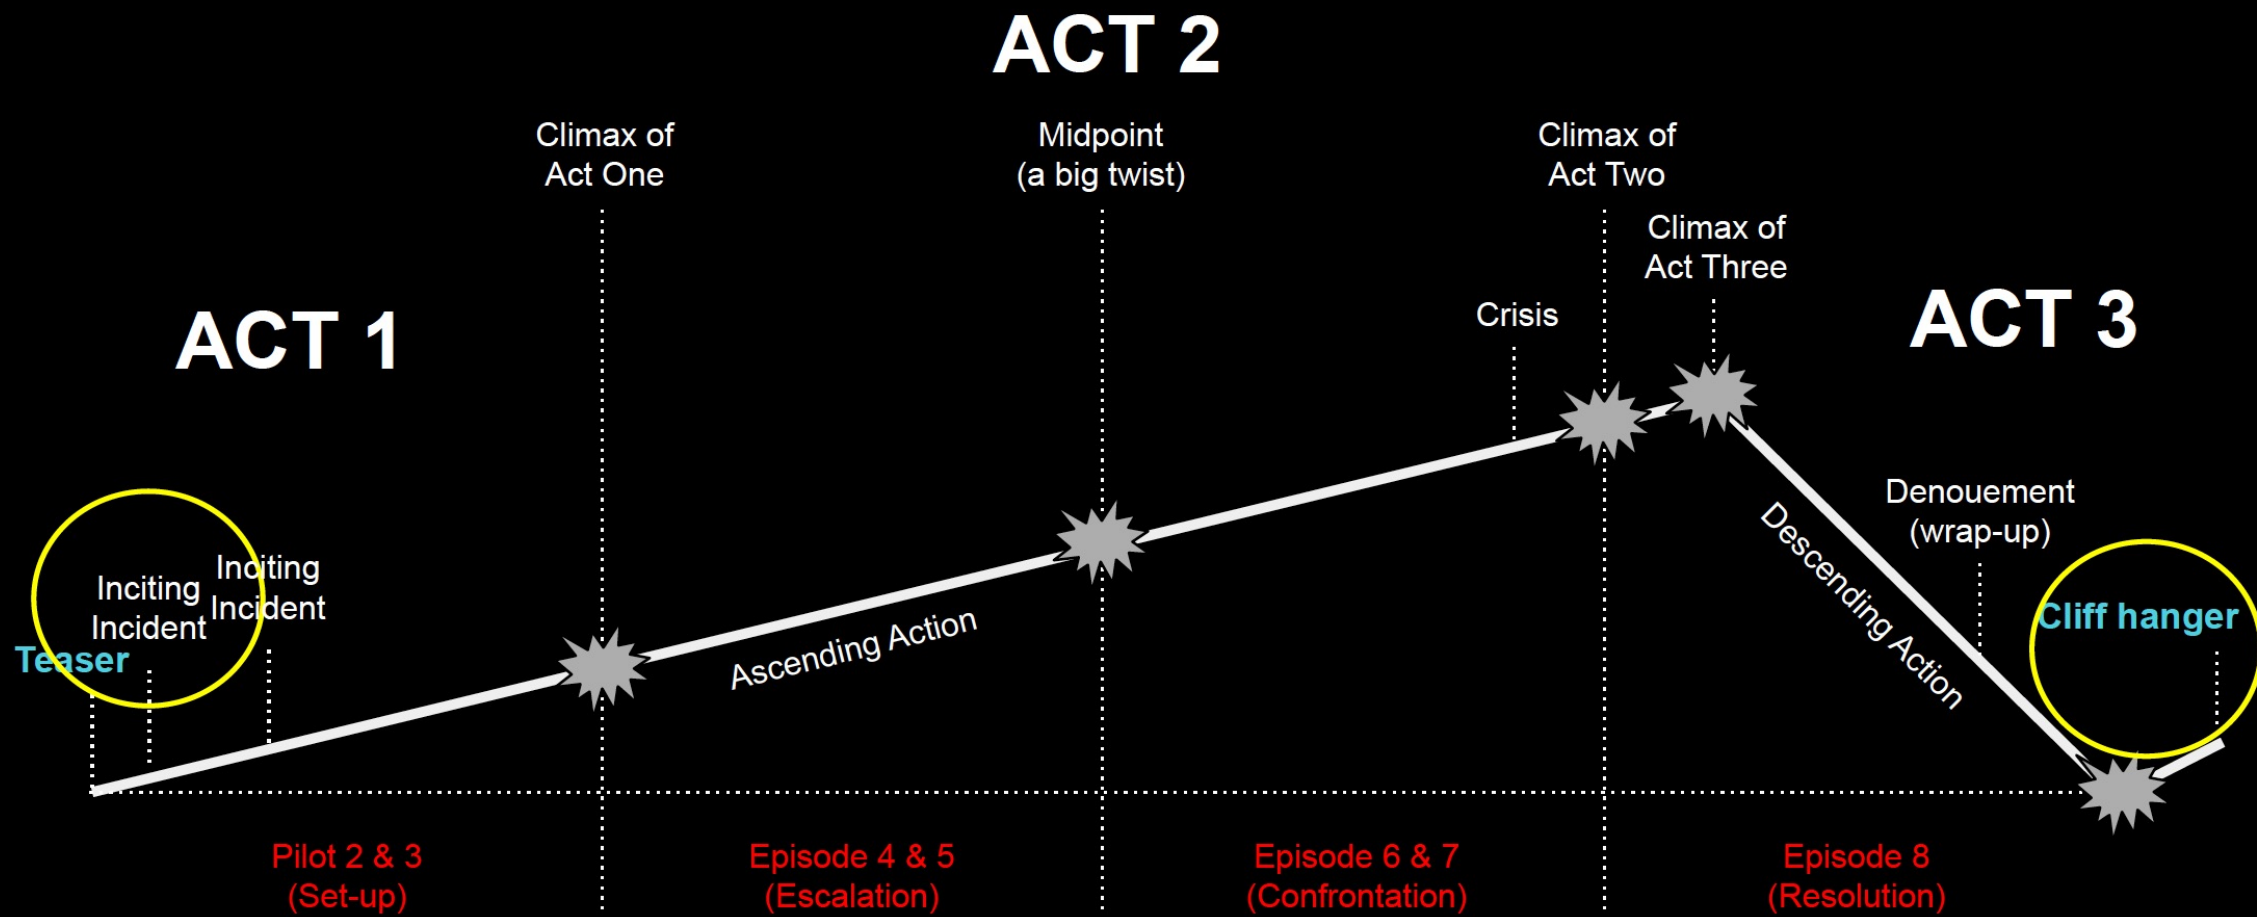 ACT 2
Climax of
Act One
Midpoint
(a big twist)
Climax of
Act Two
Climax of
Act Three
Crisis
ACT 1
ACT 3
Inciting
Incident
Inciting
Incident
Teaser
Ascending Action
Descending Action
Denouement
(wrap-up)
Cliff hanger
Pilot 2 & 3
(Set-up)
Episode 4 & 5
(Escalation)
Episode 6 & 7
(Confrontation)
Episode 8
(Resolution)